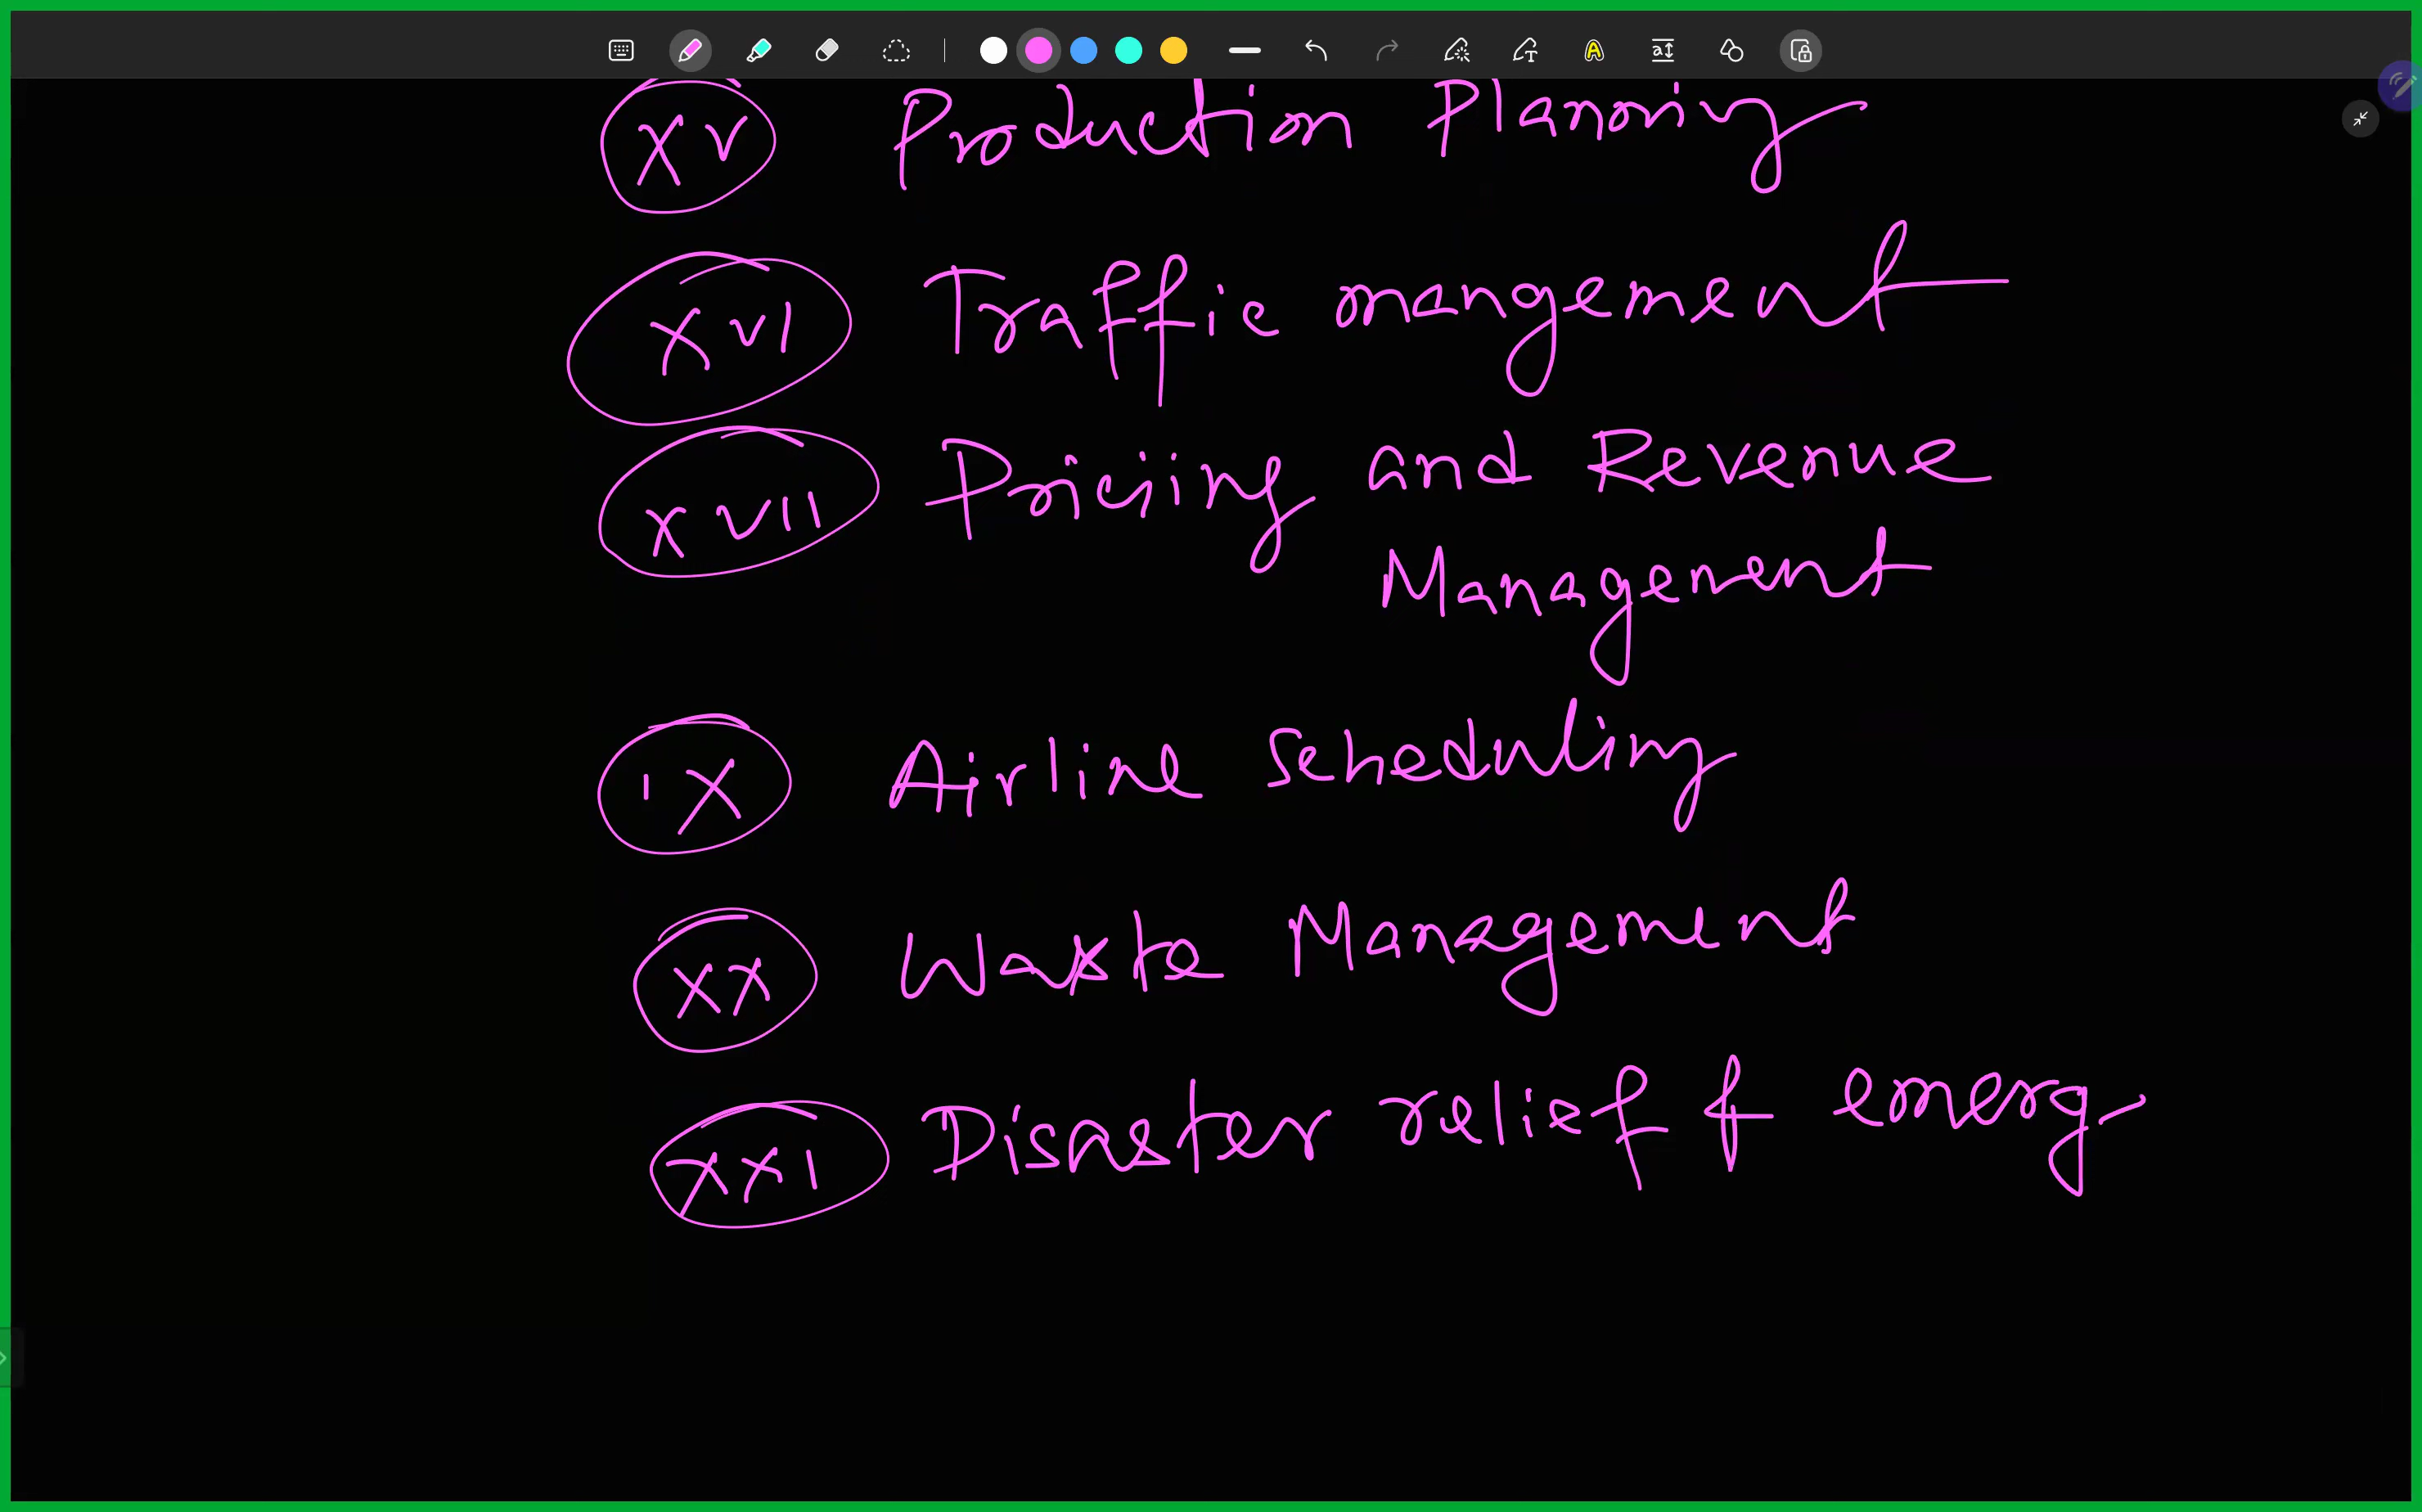 XV Production Planning
XVI Traffic mangement
XVII Priciing and Revenue
Management
IX Airline Scheduling
XX Waste Management
XXI Disaster relief & emerg